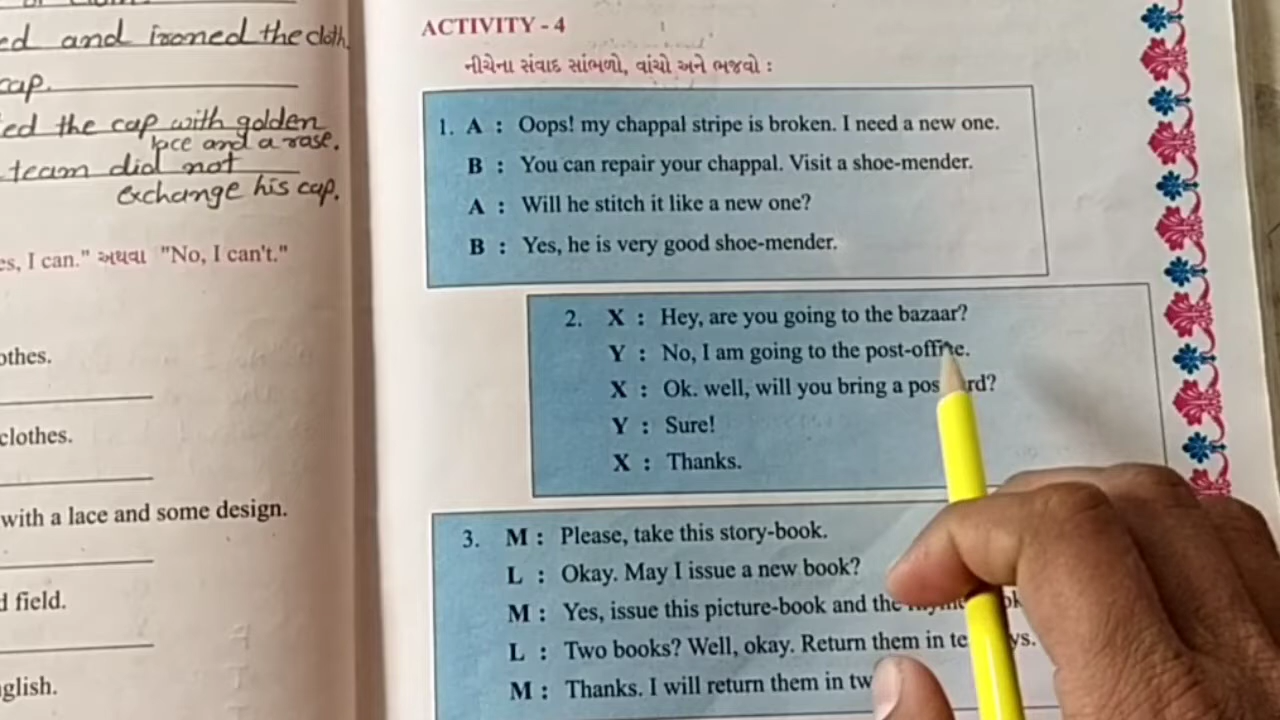 ed and ironed the cloth.
cap.
ed the cap with golden
lace and a rase.
team did not
exchange his cap.
es, I can." અથવા "No, I can't."
othes.
clothes.
with a lace and some design.
d field.
glish.
ACTIVITY - 4
નીચેના સંવાદ સાંભળો, વાંચો અને ભજવો :
1. A : Oops! my chappal stripe is broken. I need a new one.
B : You can repair your chappal. Visit a shoe-mender.
A : Will he stitch it like a new one?
B : Yes, he is very good shoe-mender.
2. X : Hey, are you going to the bazaar?
Y : No, I am going to the post-office.
X : Ok. well, will you bring a pos rd?
Y : Sure!
X : Thanks.
3. M : Please, take this story-book.
L : Okay. May I issue a new book?
M : Yes, issue this picture-book and the
L : Two books? Well, okay. Return them in te ys.
M : Thanks. I will return them in tw